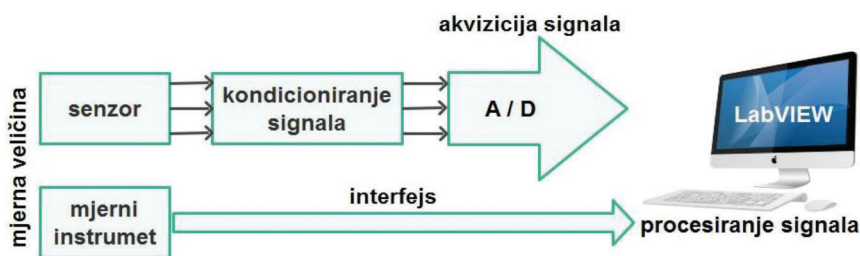 akvizicija signala
mjerna veličina
senzor
kondicioniranje
signala
A / D
LabVIEW
mjerni
instrumet
interfejs
procesiranje signala